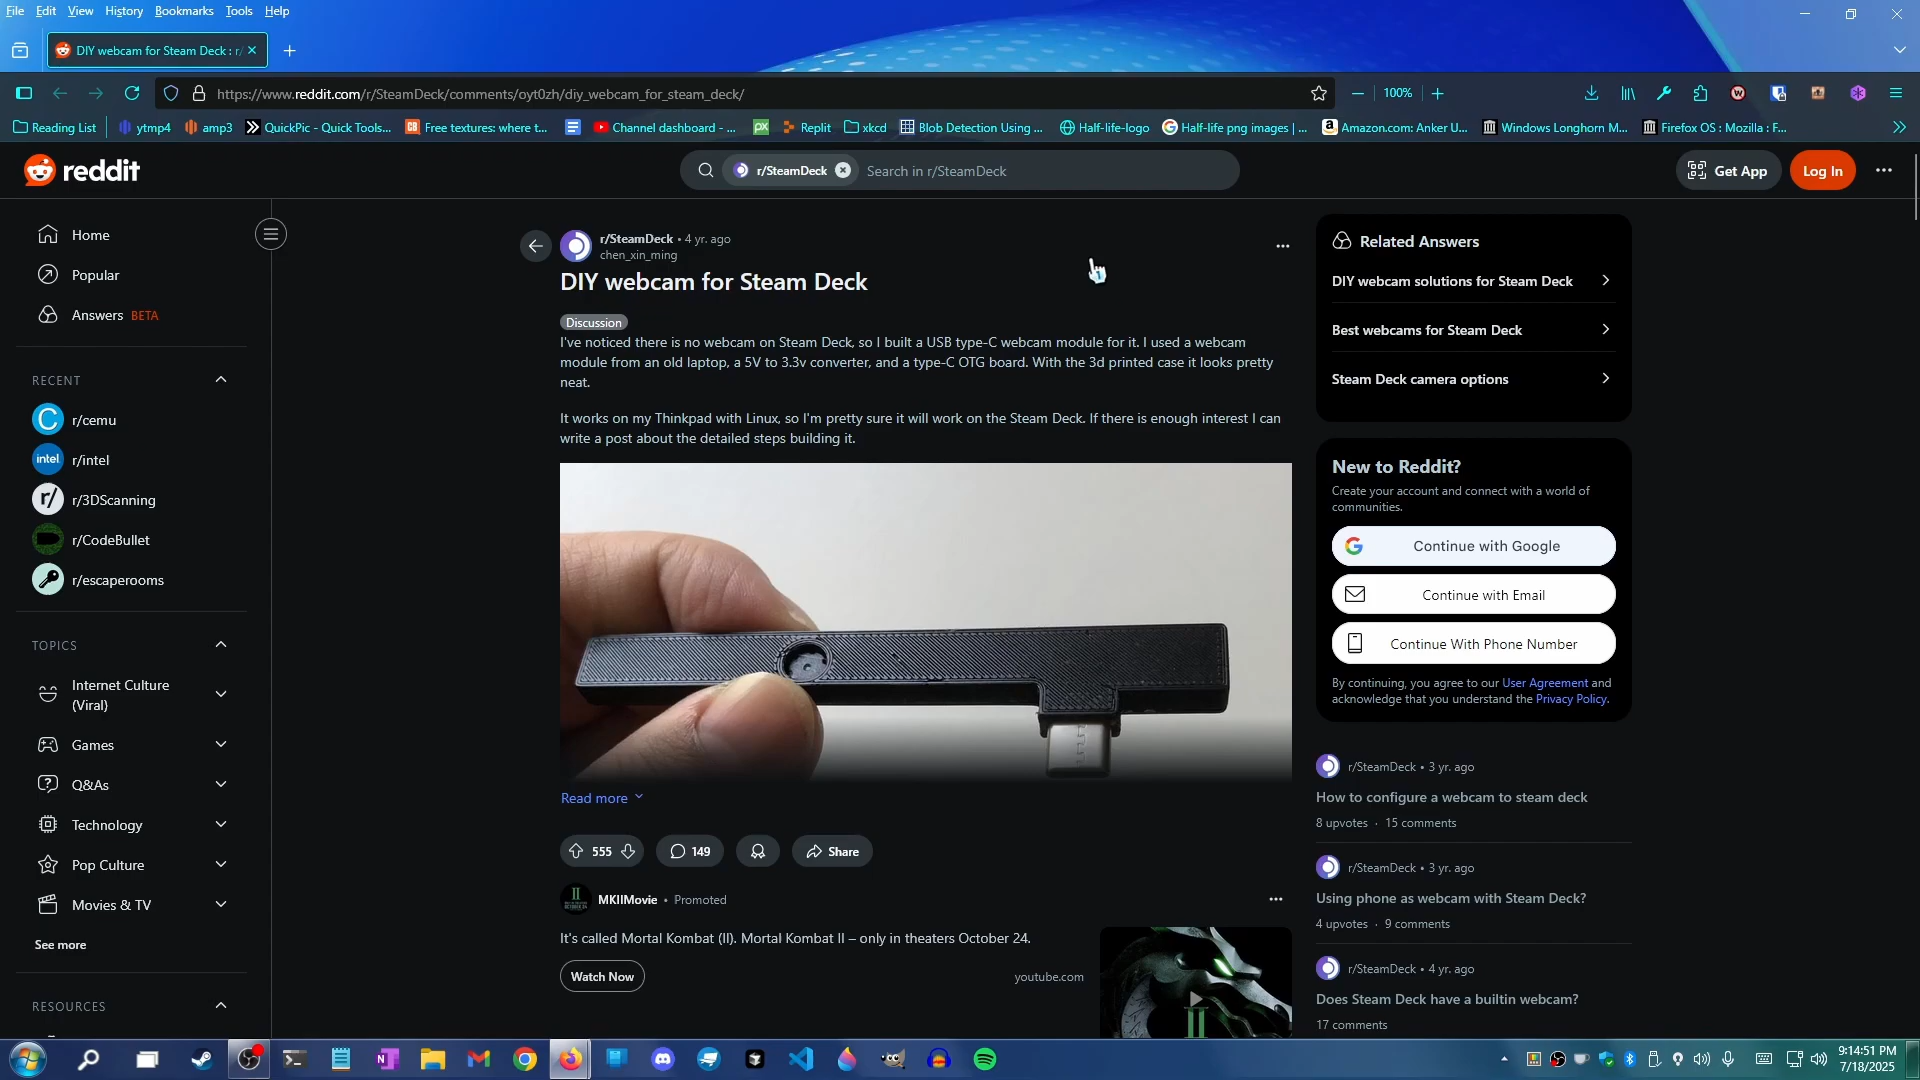 File Edit View History Bookmarks Tools Help
DIY webcam for Steam Deck : r/
https://www.reddit.com/r/SteamDeck/comments/oyt0zh/diy_webcam_for_steam_deck/
100%
Reading List ytmp4 amp3 QuickPic - Quick Tools... Free textures: where t... Channel dashboard - ... Replit xkcd Blob Detection Using ... Half-life-logo Half-life png images | ... Amazon.com: Anker U... Windows Longhorn M... Firefox OS : Mozilla : F...
reddit
r/SteamDeck
Search in r/SteamDeck
Get App
Log In
Home
Popular
Answers BETA
RECENT
r/cemu
intel
r/intel
r/
r/3DScanning
r/CodeBullet
r/escaperooms
TOPICS
Internet Culture
(Viral)
Games
Q&As
Technology
Pop Culture
Movies & TV
See more
RESOURCES
r/SteamDeck • 4 yr. ago
chen_xin_ming
DIY webcam for Steam Deck
Discussion
I've noticed there is no webcam on Steam Deck, so I built a USB type-C webcam module for it. I used a webcam
module from an old laptop, a 5V to 3.3v converter, and a type-C OTG board. With the 3d printed case it looks pretty
neat.
It works on my Thinkpad with Linux, so I'm pretty sure it will work on the Steam Deck. If there is enough interest I can
write a post about the detailed steps building it.
Read more
555
149
Share
MKIIMovie • Promoted
It's called Mortal Kombat (II). Mortal Kombat II – only in theaters October 24.
Watch Now
youtube.com
Related Answers
DIY webcam solutions for Steam Deck
Best webcams for Steam Deck
Steam Deck camera options
New to Reddit?
Create your account and connect with a world of
communities.
Continue with Google
Continue with Email
Continue With Phone Number
By continuing, you agree to our User Agreement and
acknowledge that you understand the Privacy Policy.
r/SteamDeck • 3 yr. ago
How to configure a webcam to steam deck
8 upvotes · 15 comments
r/SteamDeck • 3 yr. ago
Using phone as webcam with Steam Deck?
4 upvotes · 9 comments
r/SteamDeck • 4 yr. ago
Does Steam Deck have a builtin webcam?
17 comments
9:14:51 PM
7/18/2025